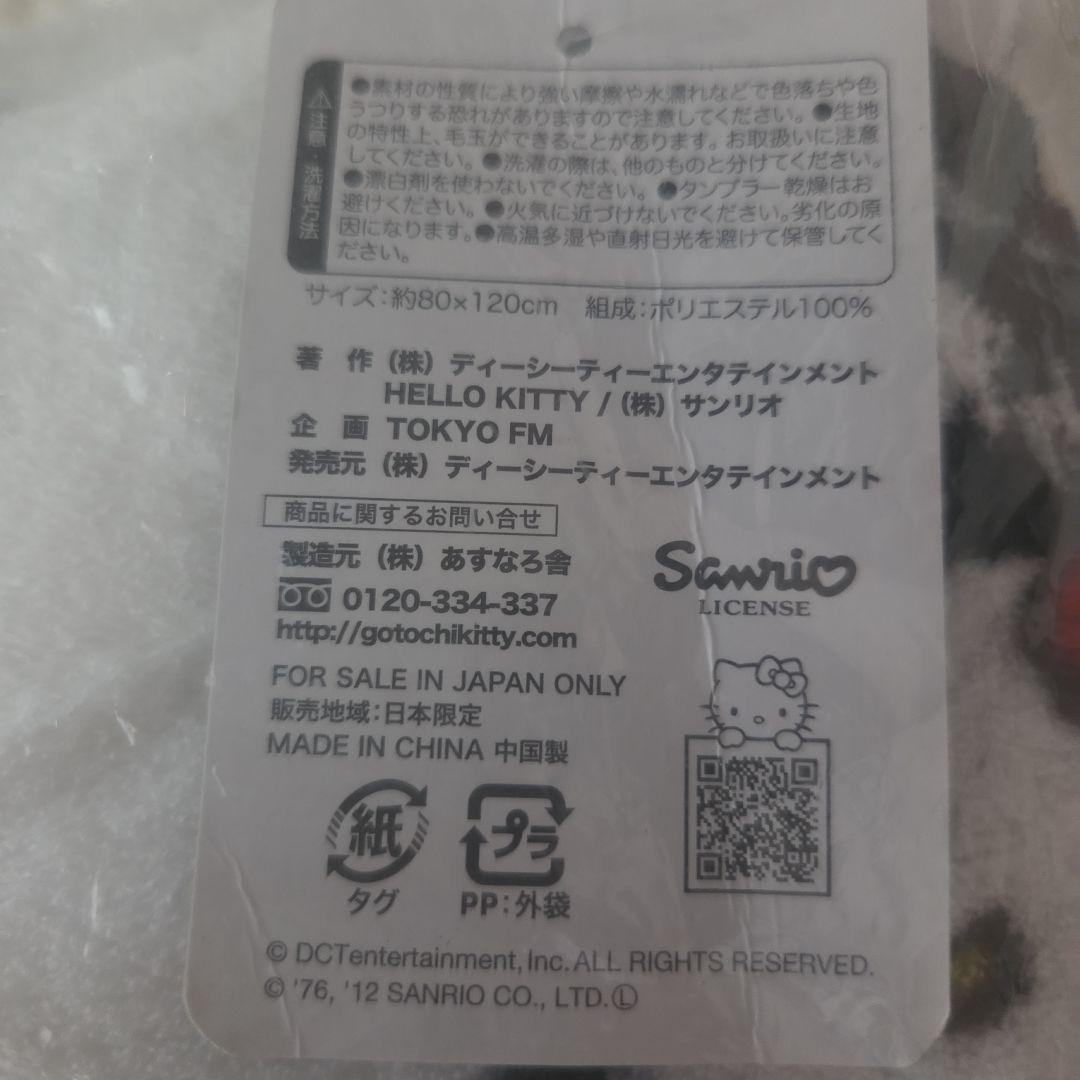 ⚠注意・洗濯方法
●素材の性質により強い摩擦や水濡れなどで色落ちや色
うつりする恐れがありますので注意してください。●生地
の特性上、毛玉ができることがあります。お取扱いに注意
してください。●洗濯の際は、他のものと分けてください。
●漂白剤を使わないでください。●タンブラー乾燥はお
避けください。●火気に近づけないでください。劣化の原
因になります。●高温多湿や直射日光を避けて保管してく
ださい。
サイズ:約80×120cm 組成:ポリエステル100%
著 作 (株) ディーシーティーエンタテインメント
HELLO KITTY / (株) サンリオ
企 画 TOKYO FM
発売元 (株) ディーシーティーエンタテインメント
商品に関するお問い合せ
製造元 (株) あすなろ舎
0120-334-337
http://gotochikitty.com
Sanrio
LICENSE
FOR SALE IN JAPAN ONLY
販売地域:日本限定
MADE IN CHINA 中国製
紙
タグ
プラ
PP:外袋
© DCTentertainment, Inc. ALL RIGHTS RESERVED.
© '76, '12 SANRIO CO., LTD. Ⓛ